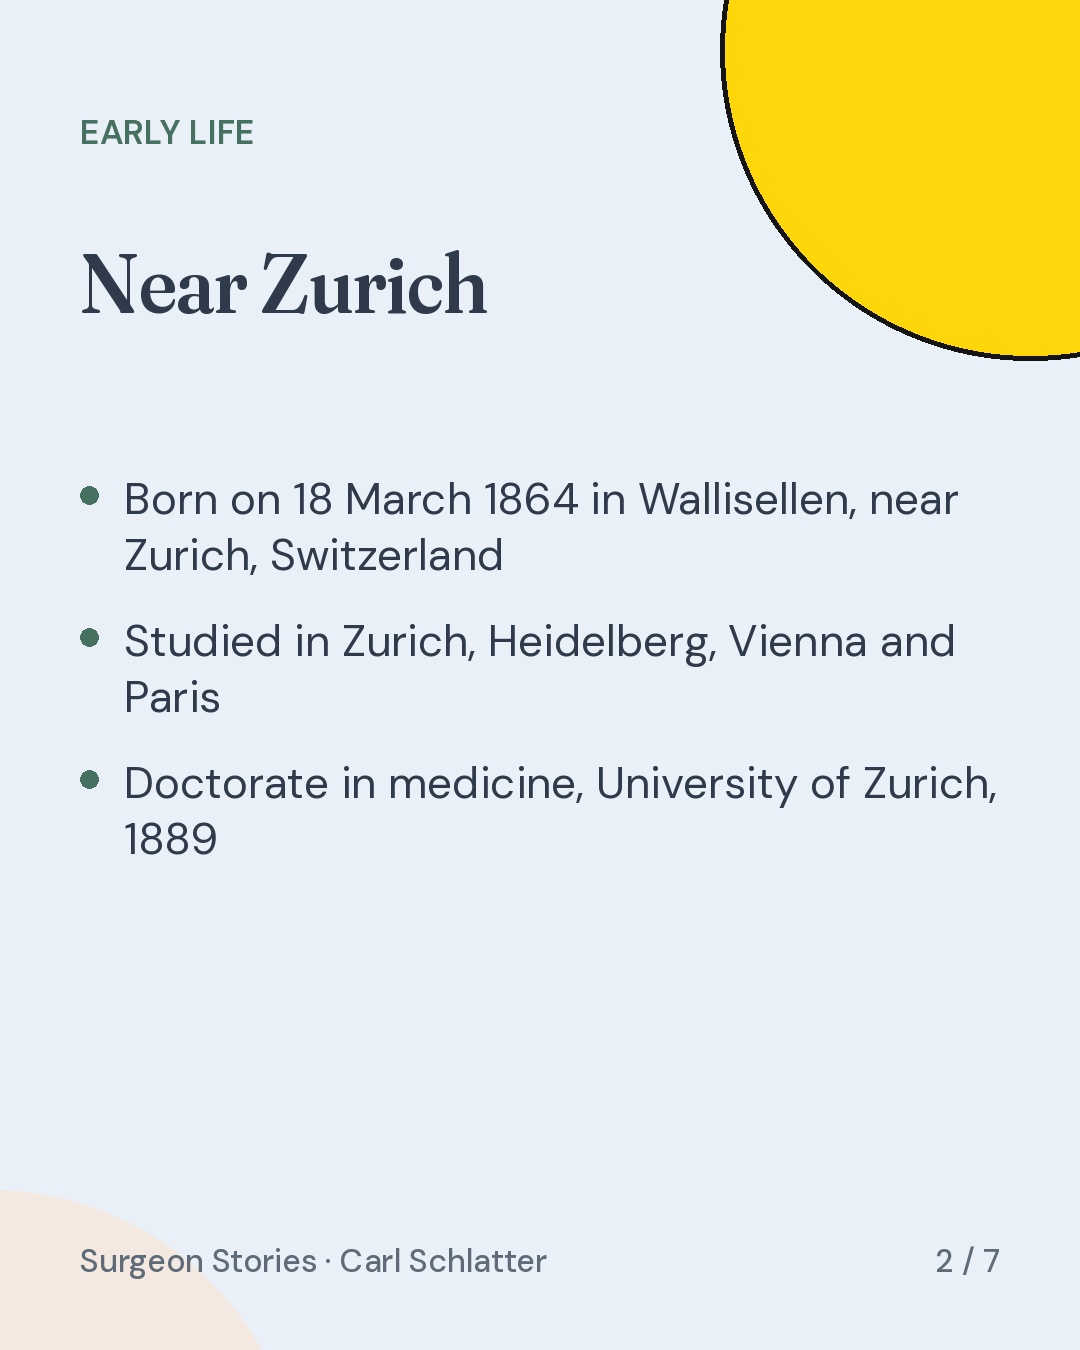 EARLY LIFE
Near Zurich
Born on 18 March 1864 in Wallisellen, near
Zurich, Switzerland
Studied in Zurich, Heidelberg, Vienna and
Paris
Doctorate in medicine, University of Zurich,
1889
Surgeon Stories · Carl Schlatter
2 / 7